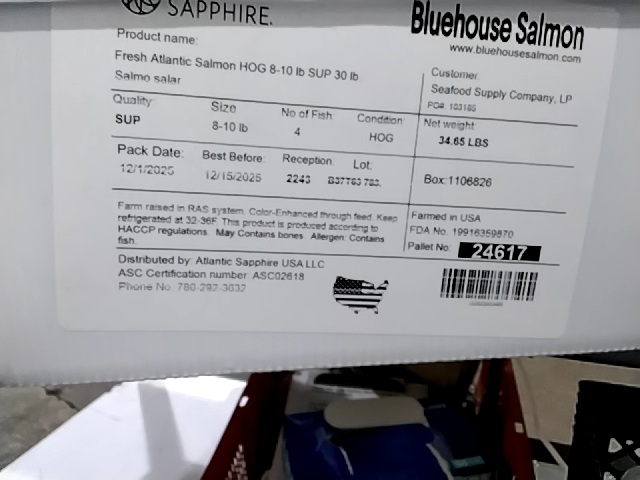 SAPPHIRE.
Bluehouse Salmon
www.bluehousesalmon.com
Product name:
Fresh Atlantic Salmon HOG 8-10 lb SUP 30 lb
Salmo salar
Customer:
Seafood Supply Company, LP
PO#: 103185
Quality: Size No of Fish: Condition
SUP 8-10 lb 4 HOG
Net weight
34.65 LBS
Pack Date: Best Before: Reception: Lot:
12/1/2025 12/15/2025 2243
Box: 1106826
Farm raised in RAS system. Color-Enhanced through feed. Keep
refrigerated at 32-36F. This product is produced according to
HACCP regulations. May Contains bones. Allergen: Contains
fish.
Farmed in USA
FDA No. 19916359870
Pallet No: 24617
Distributed by: Atlantic Sapphire USA LLC
ASC Certification number: ASC02618
Phone No: 786-292-3632